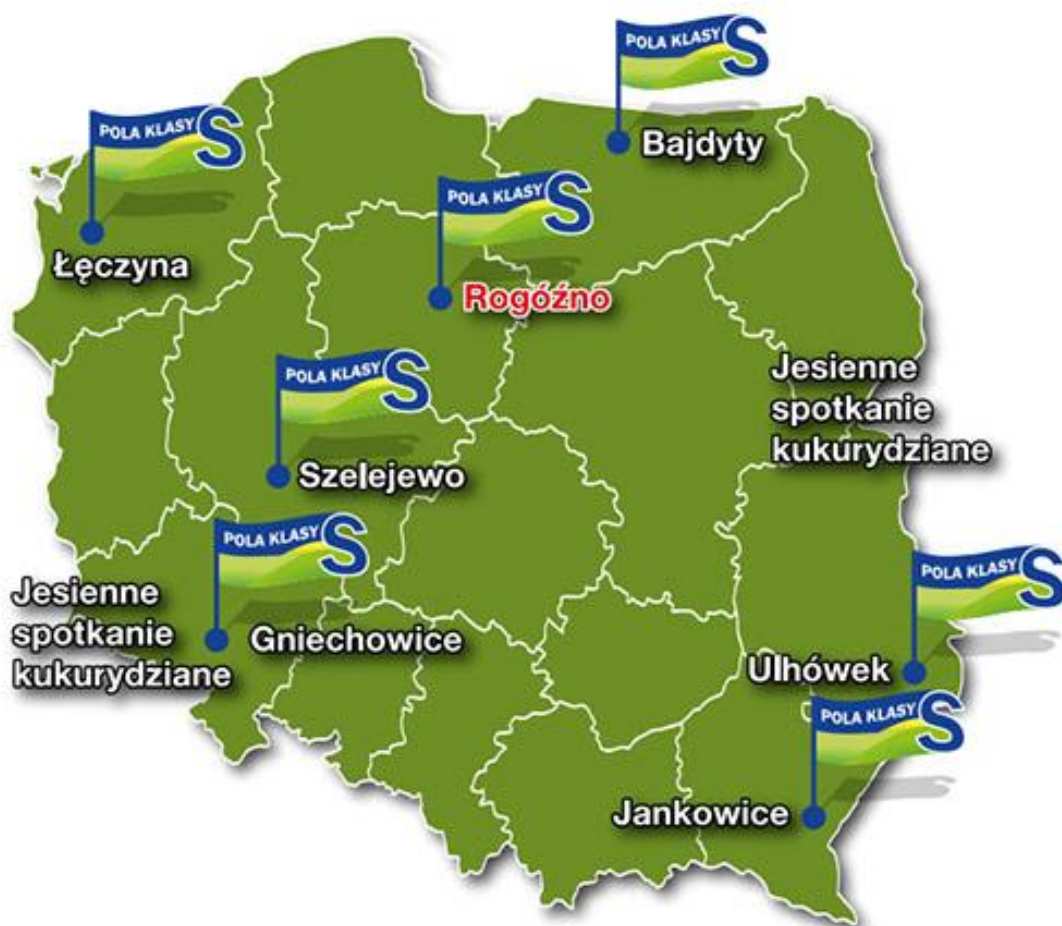 POLA KLASY S
Bajdyty
POLA KLASY S
Łęczyna
POLA KLASY S
Rogóźno
POLA KLASY S
Szelejewo
Jesienne
spotkanie
kukurydziane
POLA KLASY S
Gniechowice
Jesienne
spotkanie
kukurydziane
POLA KLASY S
Ulhówek
POLA KLASY S
Jankowice